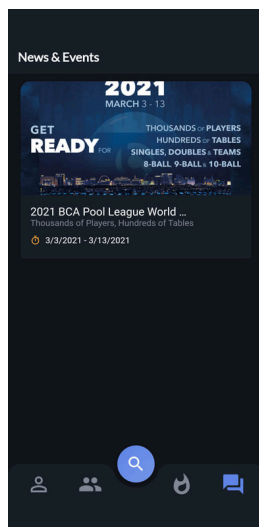 News & Events
2021
MARCH 3 - 13
GET
READY FOR
THOUSANDS OF PLAYERS
HUNDREDS OF TABLES
SINGLES, DOUBLES & TEAMS
8-BALL 9-BALL & 10-BALL
2021 BCA Pool League World ...
Thousands of Players, Hundreds of Tables
3/3/2021 - 3/13/2021